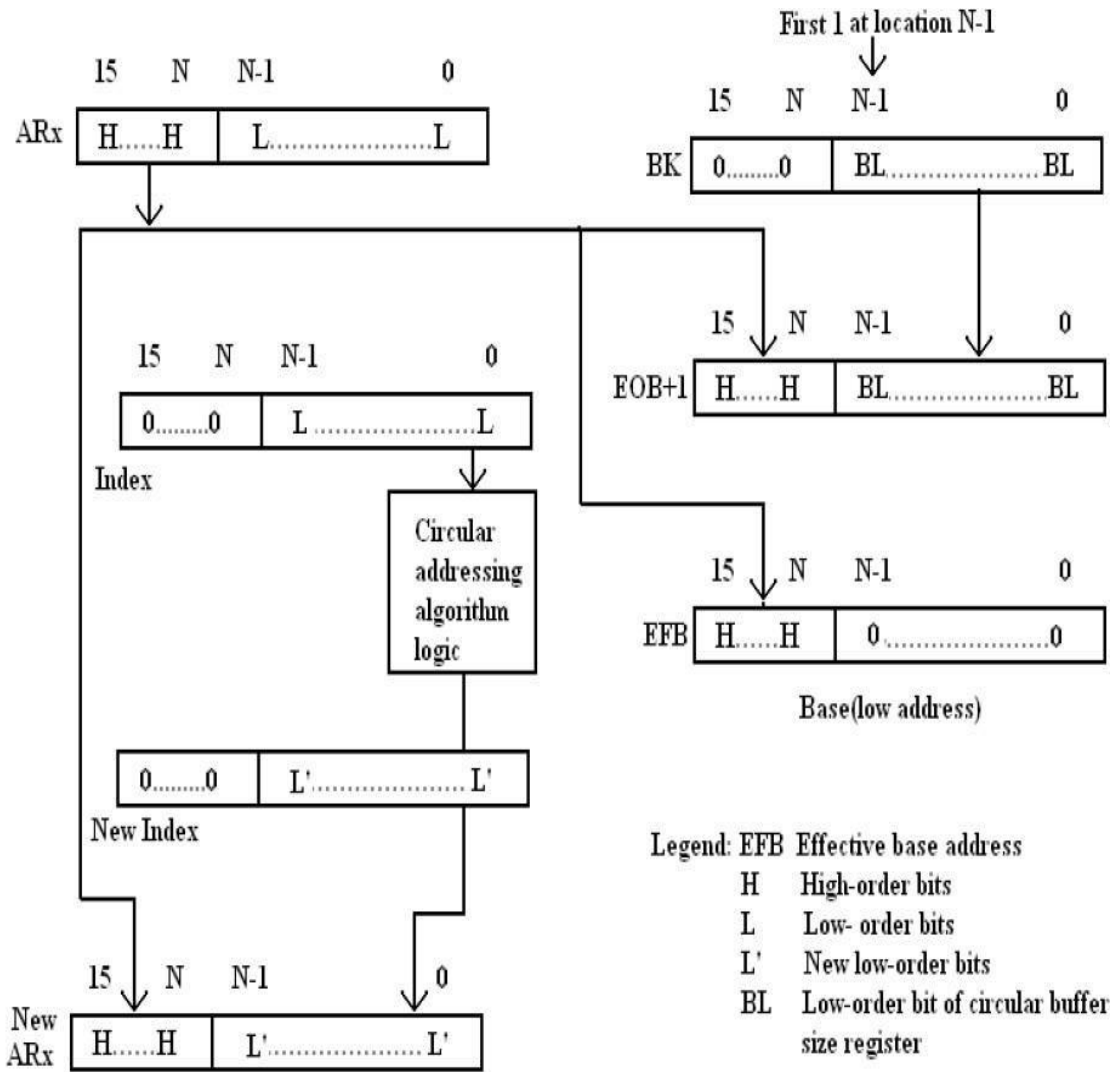 First 1 at location N-1
15 N N-1 0
ARx H......H L.......................L
15 N N-1 0
BK 0.........0 BL.....................BL
15 N N-1 0
EOB+1 H......H BL.....................BL
15 N N-1 0
0.........0 L.......................L
Index
Circular
addressing
algorithm
logic
15 N N-1 0
EFB H......H 0.........................0
Base(low address)
0.........0 L'......................L'
New Index
15 N N-1 0
New
ARx H......H L'.......................L'
Legend: EFB Effective base address
H High-order bits
L Low- order bits
L' New low-order bits
BL Low-order bit of circular buffer
size register